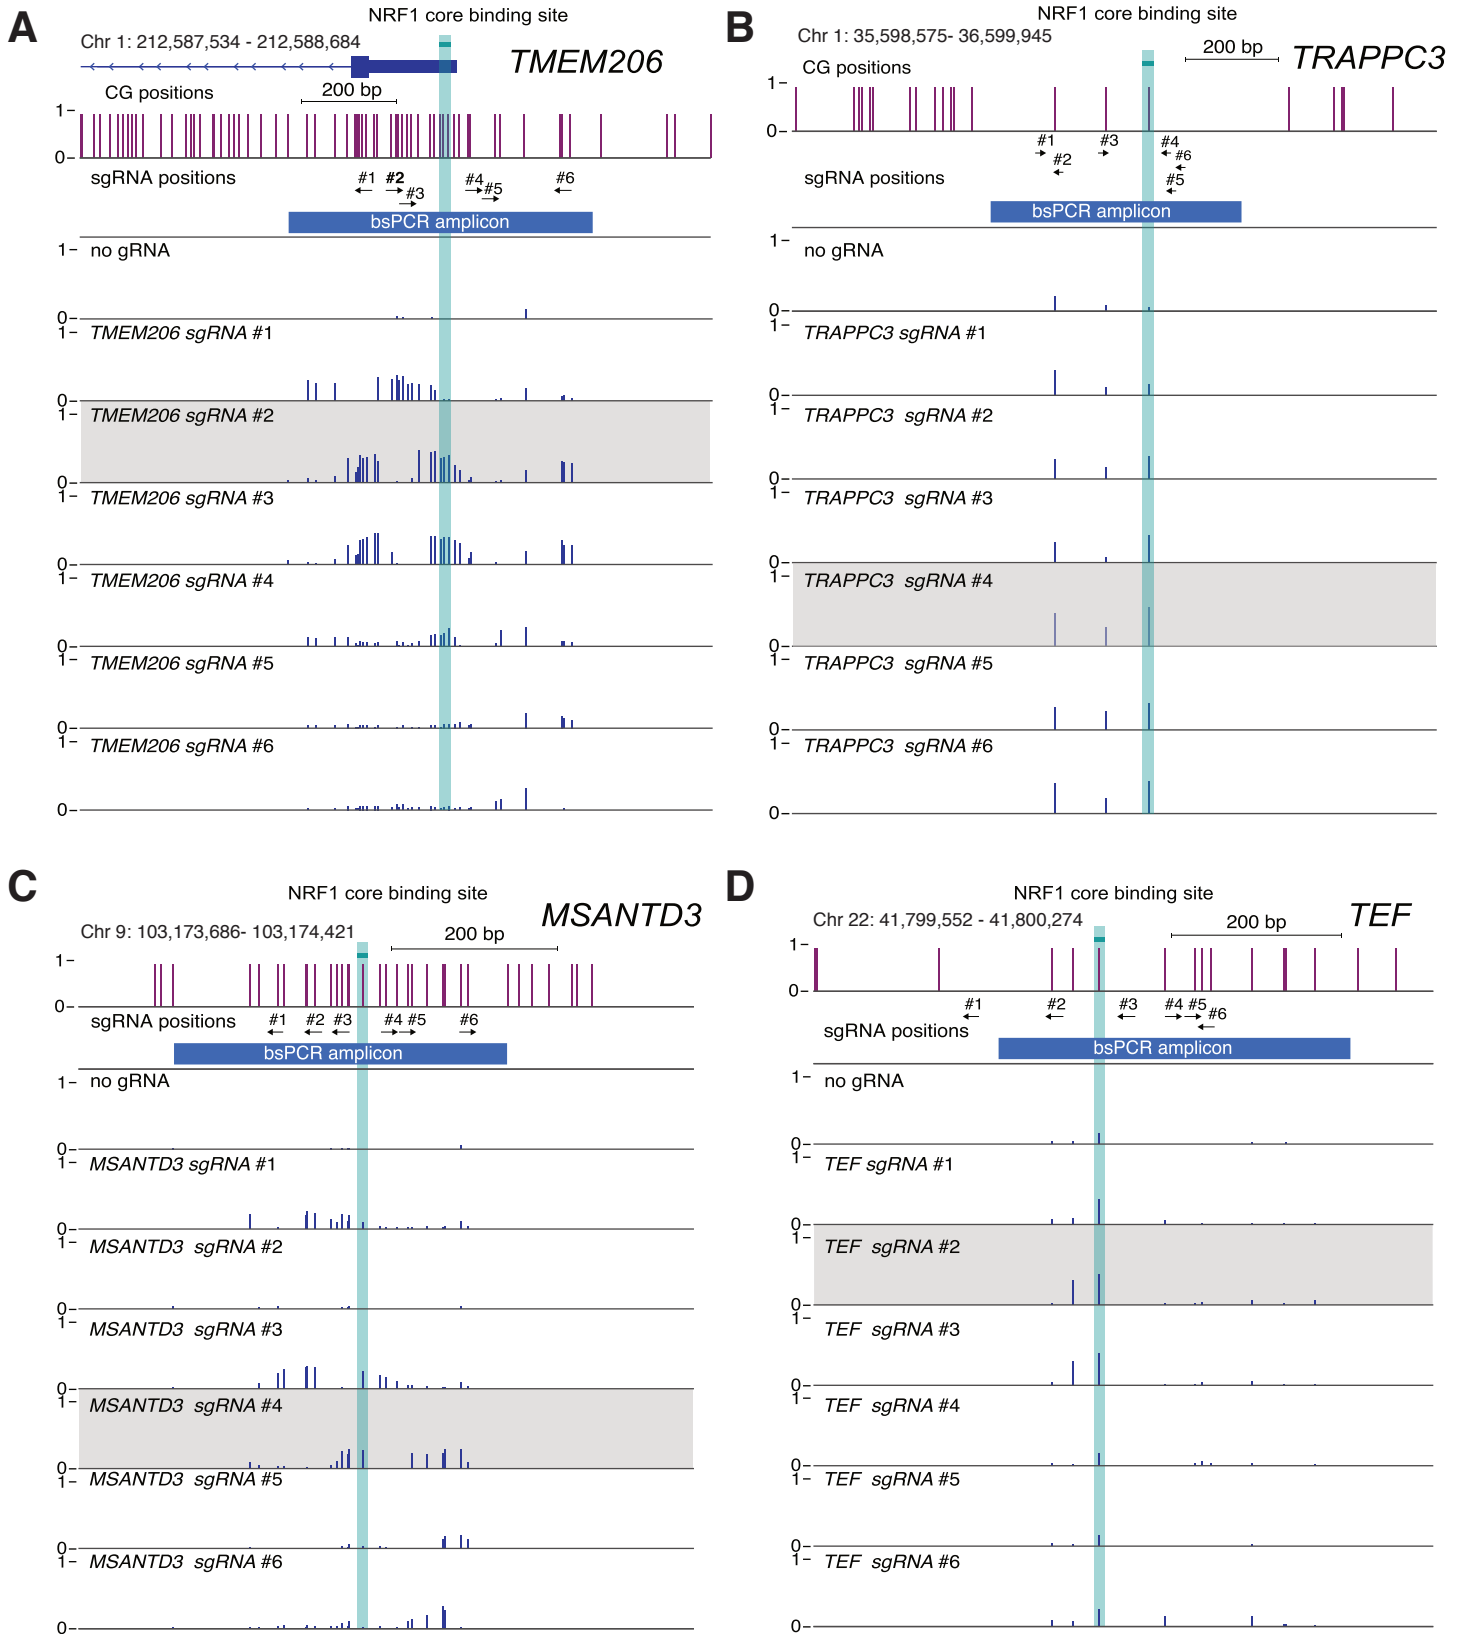 A
NRF1 core binding site
Chr 1: 212,587,534 - 212,588,684
TMEM206
CG positions
200 bp
1
0
sgRNA positions
#1
#2
#3
#4
#5
#6
bsPCR amplicon
1
no gRNA
0
1
TMEM206 sgRNA #1
0
1
TMEM206 sgRNA #2
0
1
TMEM206 sgRNA #3
0
1
TMEM206 sgRNA #4
0
1
TMEM206 sgRNA #5
0
1
TMEM206 sgRNA #6
0
B
NRF1 core binding site
Chr 1: 35,598,575- 36,599,945
200 bp
TRAPPC3
CG positions
1
0
#1
#2
#3
#4
#6
#5
sgRNA positions
bsPCR amplicon
1
no gRNA
0
1
TRAPPC3 sgRNA #1
0
1
TRAPPC3 sgRNA #2
0
1
TRAPPC3 sgRNA #3
0
1
TRAPPC3 sgRNA #4
0
1
TRAPPC3 sgRNA #5
0
1
TRAPPC3 sgRNA #6
0
C
NRF1 core binding site
MSANTD3
Chr 9: 103,173,686- 103,174,421
200 bp
1
0
sgRNA positions
#1
#2
#3
#4
#5
#6
bsPCR amplicon
1
no gRNA
0
1
MSANTD3 sgRNA #1
0
1
MSANTD3 sgRNA #2
0
1
MSANTD3 sgRNA #3
0
1
MSANTD3 sgRNA #4
0
1
MSANTD3 sgRNA #5
0
1
MSANTD3 sgRNA #6
0
D
NRF1 core binding site
Chr 22: 41,799,552 - 41,800,274
200 bp
TEF
1
0
#1
#2
#3
#4
#5
#6
sgRNA positions
bsPCR amplicon
1
no gRNA
0
1
TEF sgRNA #1
0
1
TEF sgRNA #2
0
1
TEF sgRNA #3
0
1
TEF sgRNA #4
0
1
TEF sgRNA #5
0
1
TEF sgRNA #6
0